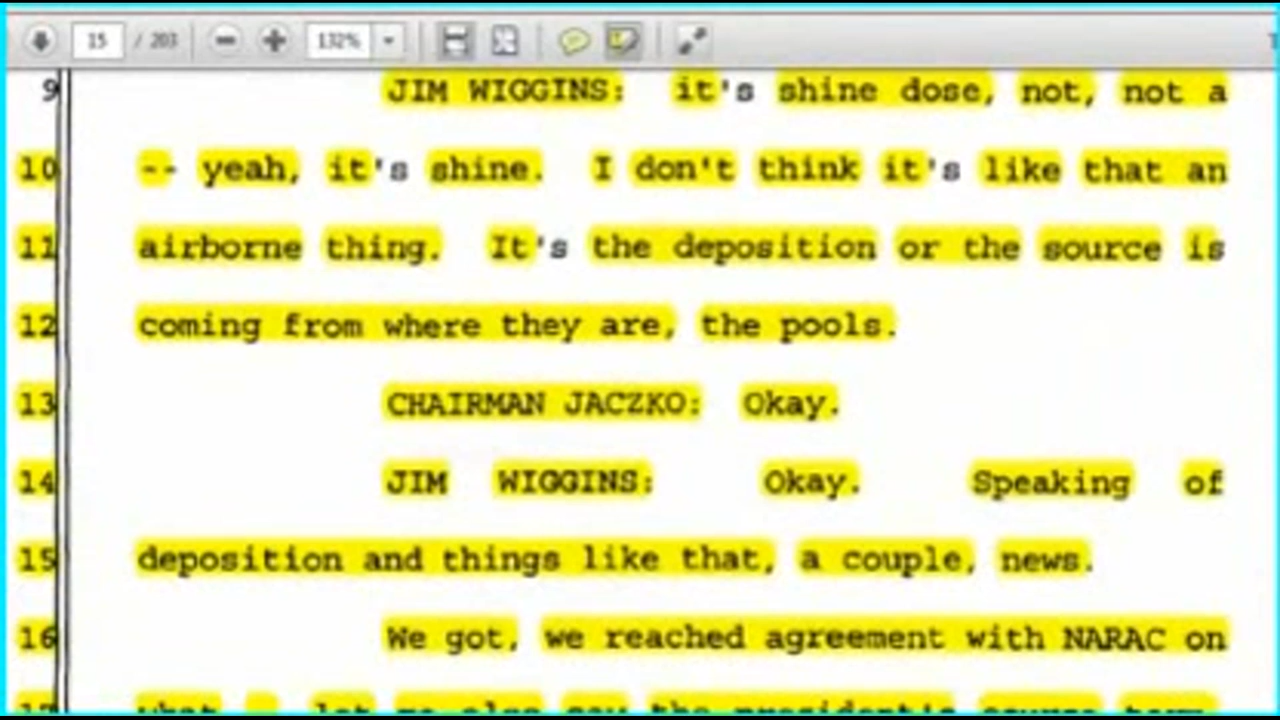 15 / 203 132%
9 JIM WIGGINS: it's shine dose, not, not a
10 -- yeah, it's shine. I don't think it's like that an
11 airborne thing. It's the deposition or the source is
12 coming from where they are, the pools.
13 CHAIRMAN JACZKO: Okay.
14 JIM WIGGINS: Okay. Speaking of
15 deposition and things like that, a couple, news.
16 We got, we reached agreement with NARAC on